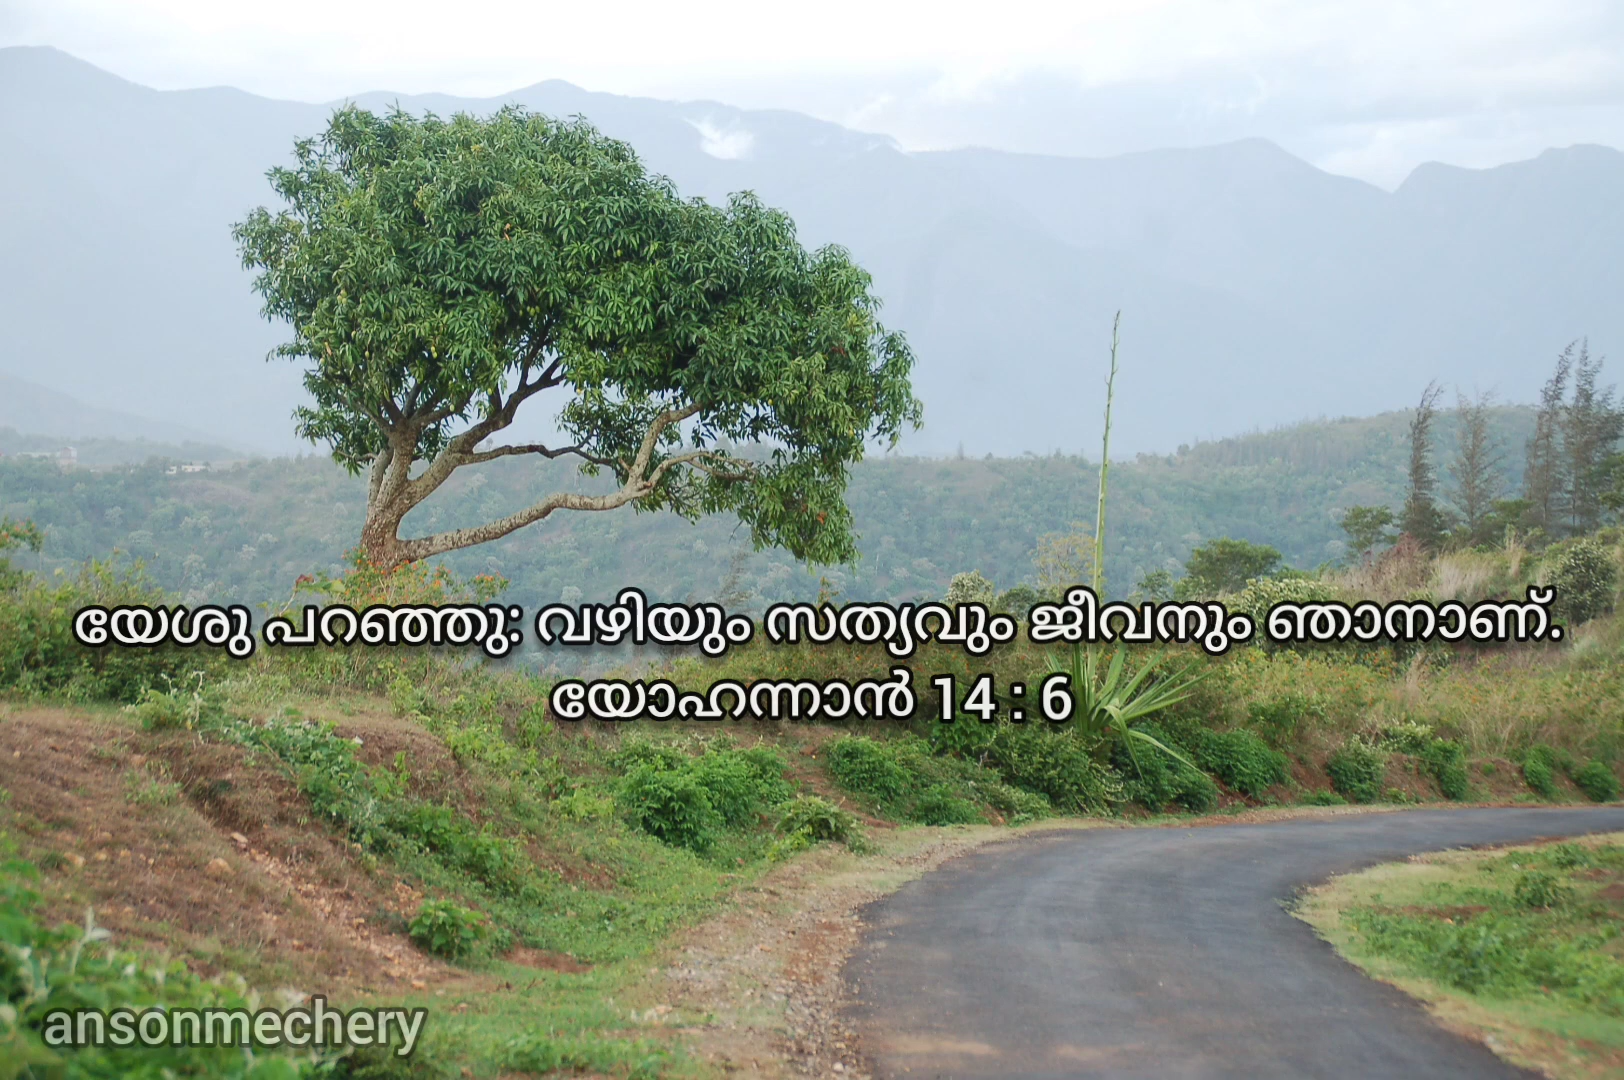 യേശു പറഞ്ഞു: വഴിയും സത്യവും ജീവനും ഞാനാണ്.
യോഹന്നാൻ 14 : 6
ansonmechery